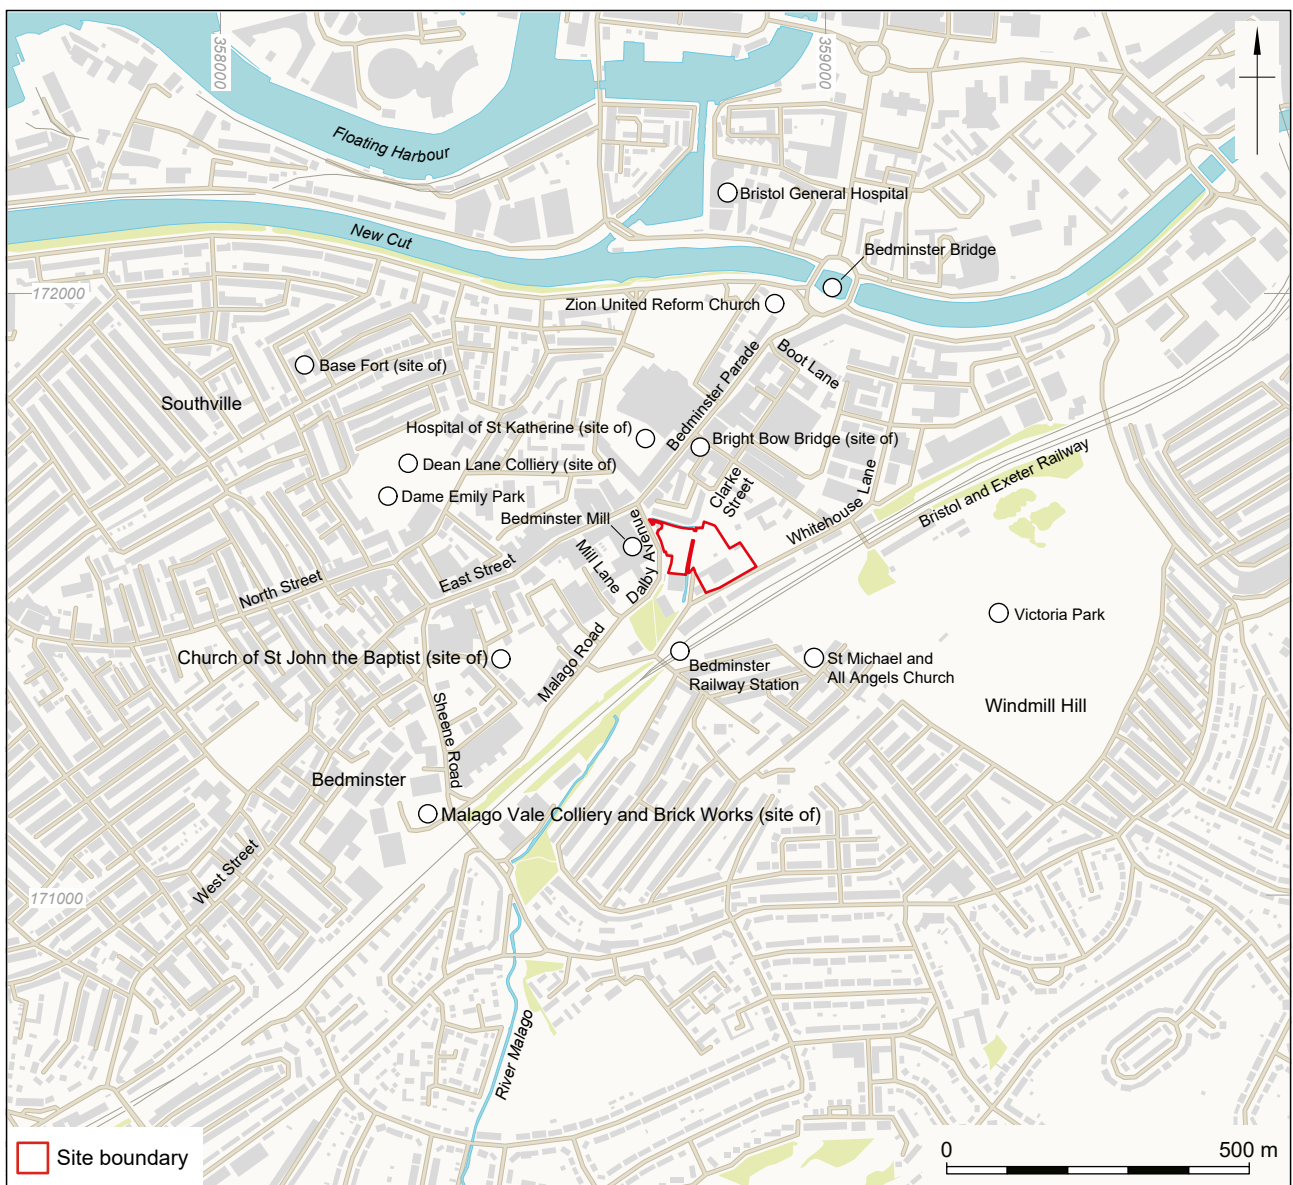 358000
359000
Floating Harbour
Bristol General Hospital
New Cut
Bedminster Bridge
172000
Zion United Reform Church
Boot Lane
Base Fort (site of)
Bedminster Parade
Southville
Hospital of St Katherine (site of)
Bright Bow Bridge (site of)
Dean Lane Colliery (site of)
Bristol and Exeter Railway
Clarke
Street
Whitehouse Lane
Dame Emily Park
Bedminster Mill
Dalby Avenue
Mill Lane
East Street
North Street
Victoria Park
Malago Road
Church of St John the Baptist (site of)
Bedminster
Railway Station
St Michael and
All Angels Church
Windmill Hill
Sheene Road
Bedminster
Malago Vale Colliery and Brick Works (site of)
West Street
171000
River Malago
Site boundary
0 500 m